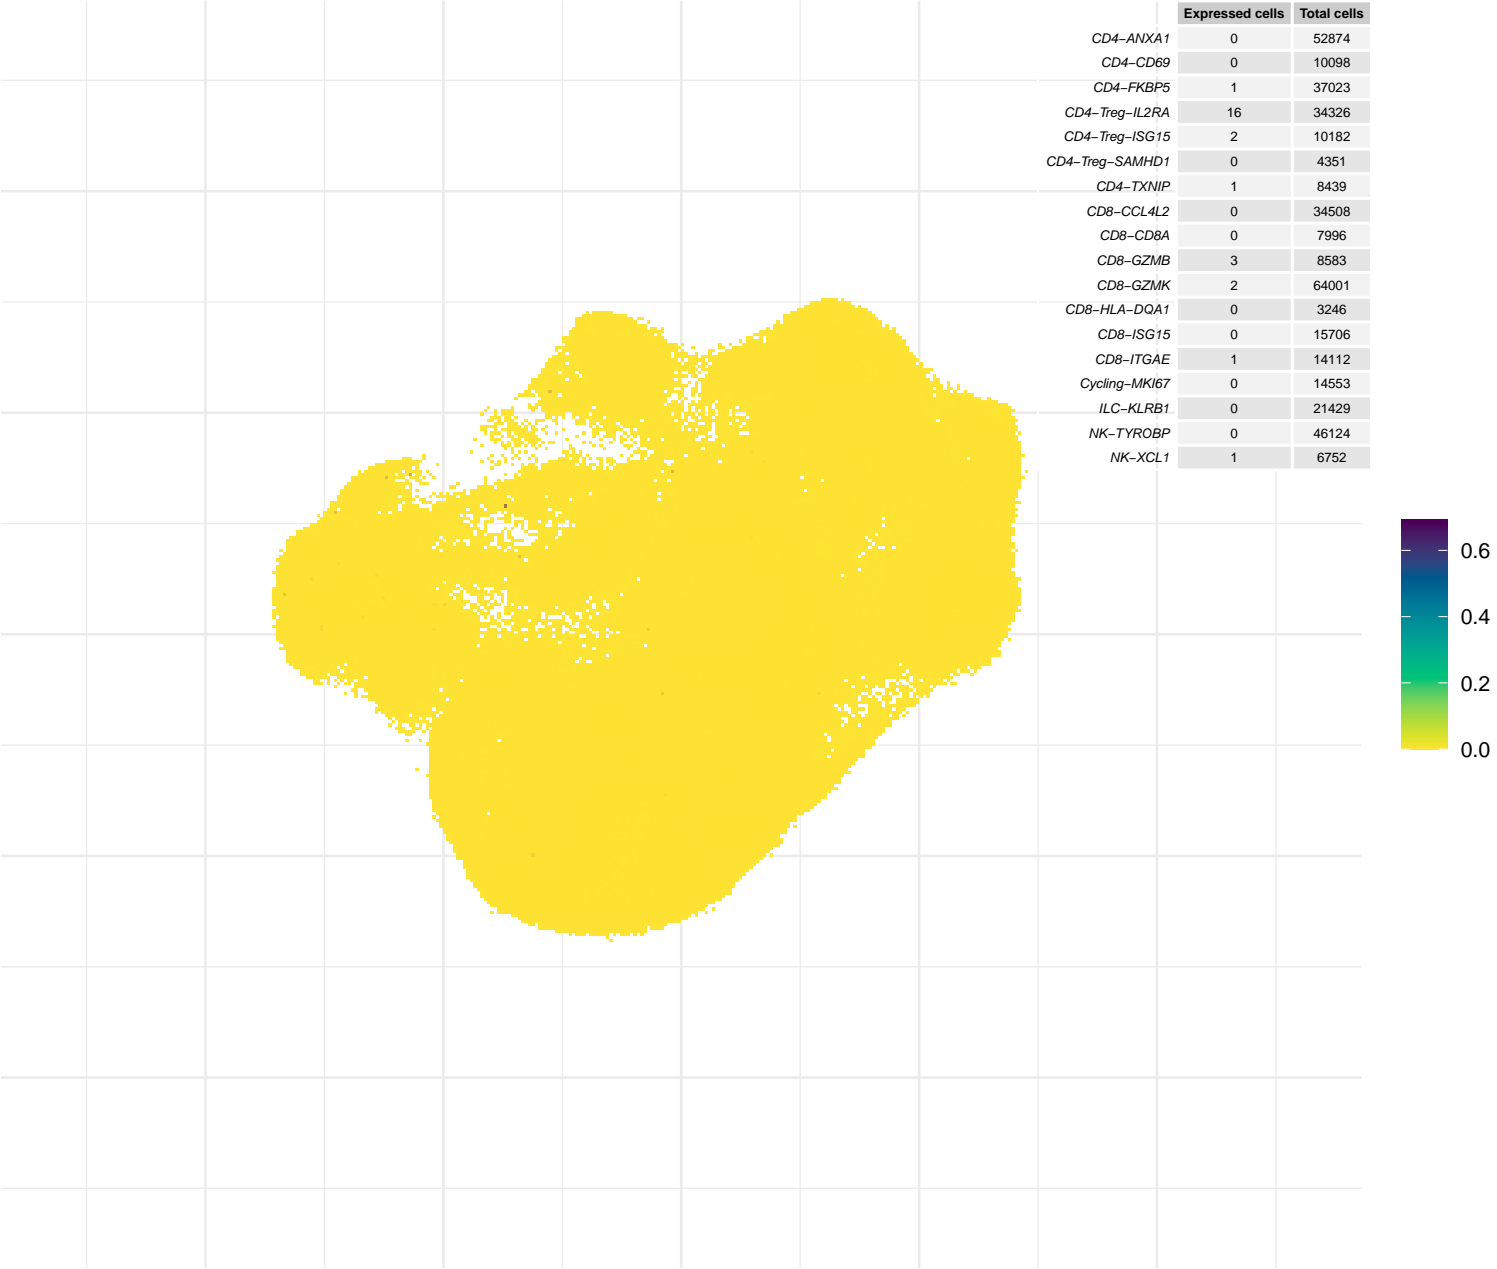 Expressed cells Total cells
CD4−ANXA1 0 52874
CD4−CD69 0 10098
CD4−FKBP5 1 37023
CD4−Treg−IL2RA 16 34326
CD4−Treg−ISG15 2 10182
CD4−Treg−SAMHD1 0 4351
CD4−TXNIP 1 8439
CD8−CCL4L2 0 34508
CD8−CD8A 0 7996
CD8−GZMB 3 8583
CD8−GZMK 2 64001
CD8−HLA−DQA1 0 3246
CD8−ISG15 0 15706
CD8−ITGAE 1 14112
Cycling−MKI67 0 14553
ILC−KLRB1 0 21429
NK−TYROBP 0 46124
NK−XCL1 1 6752
0.6
0.4
0.2
0.0